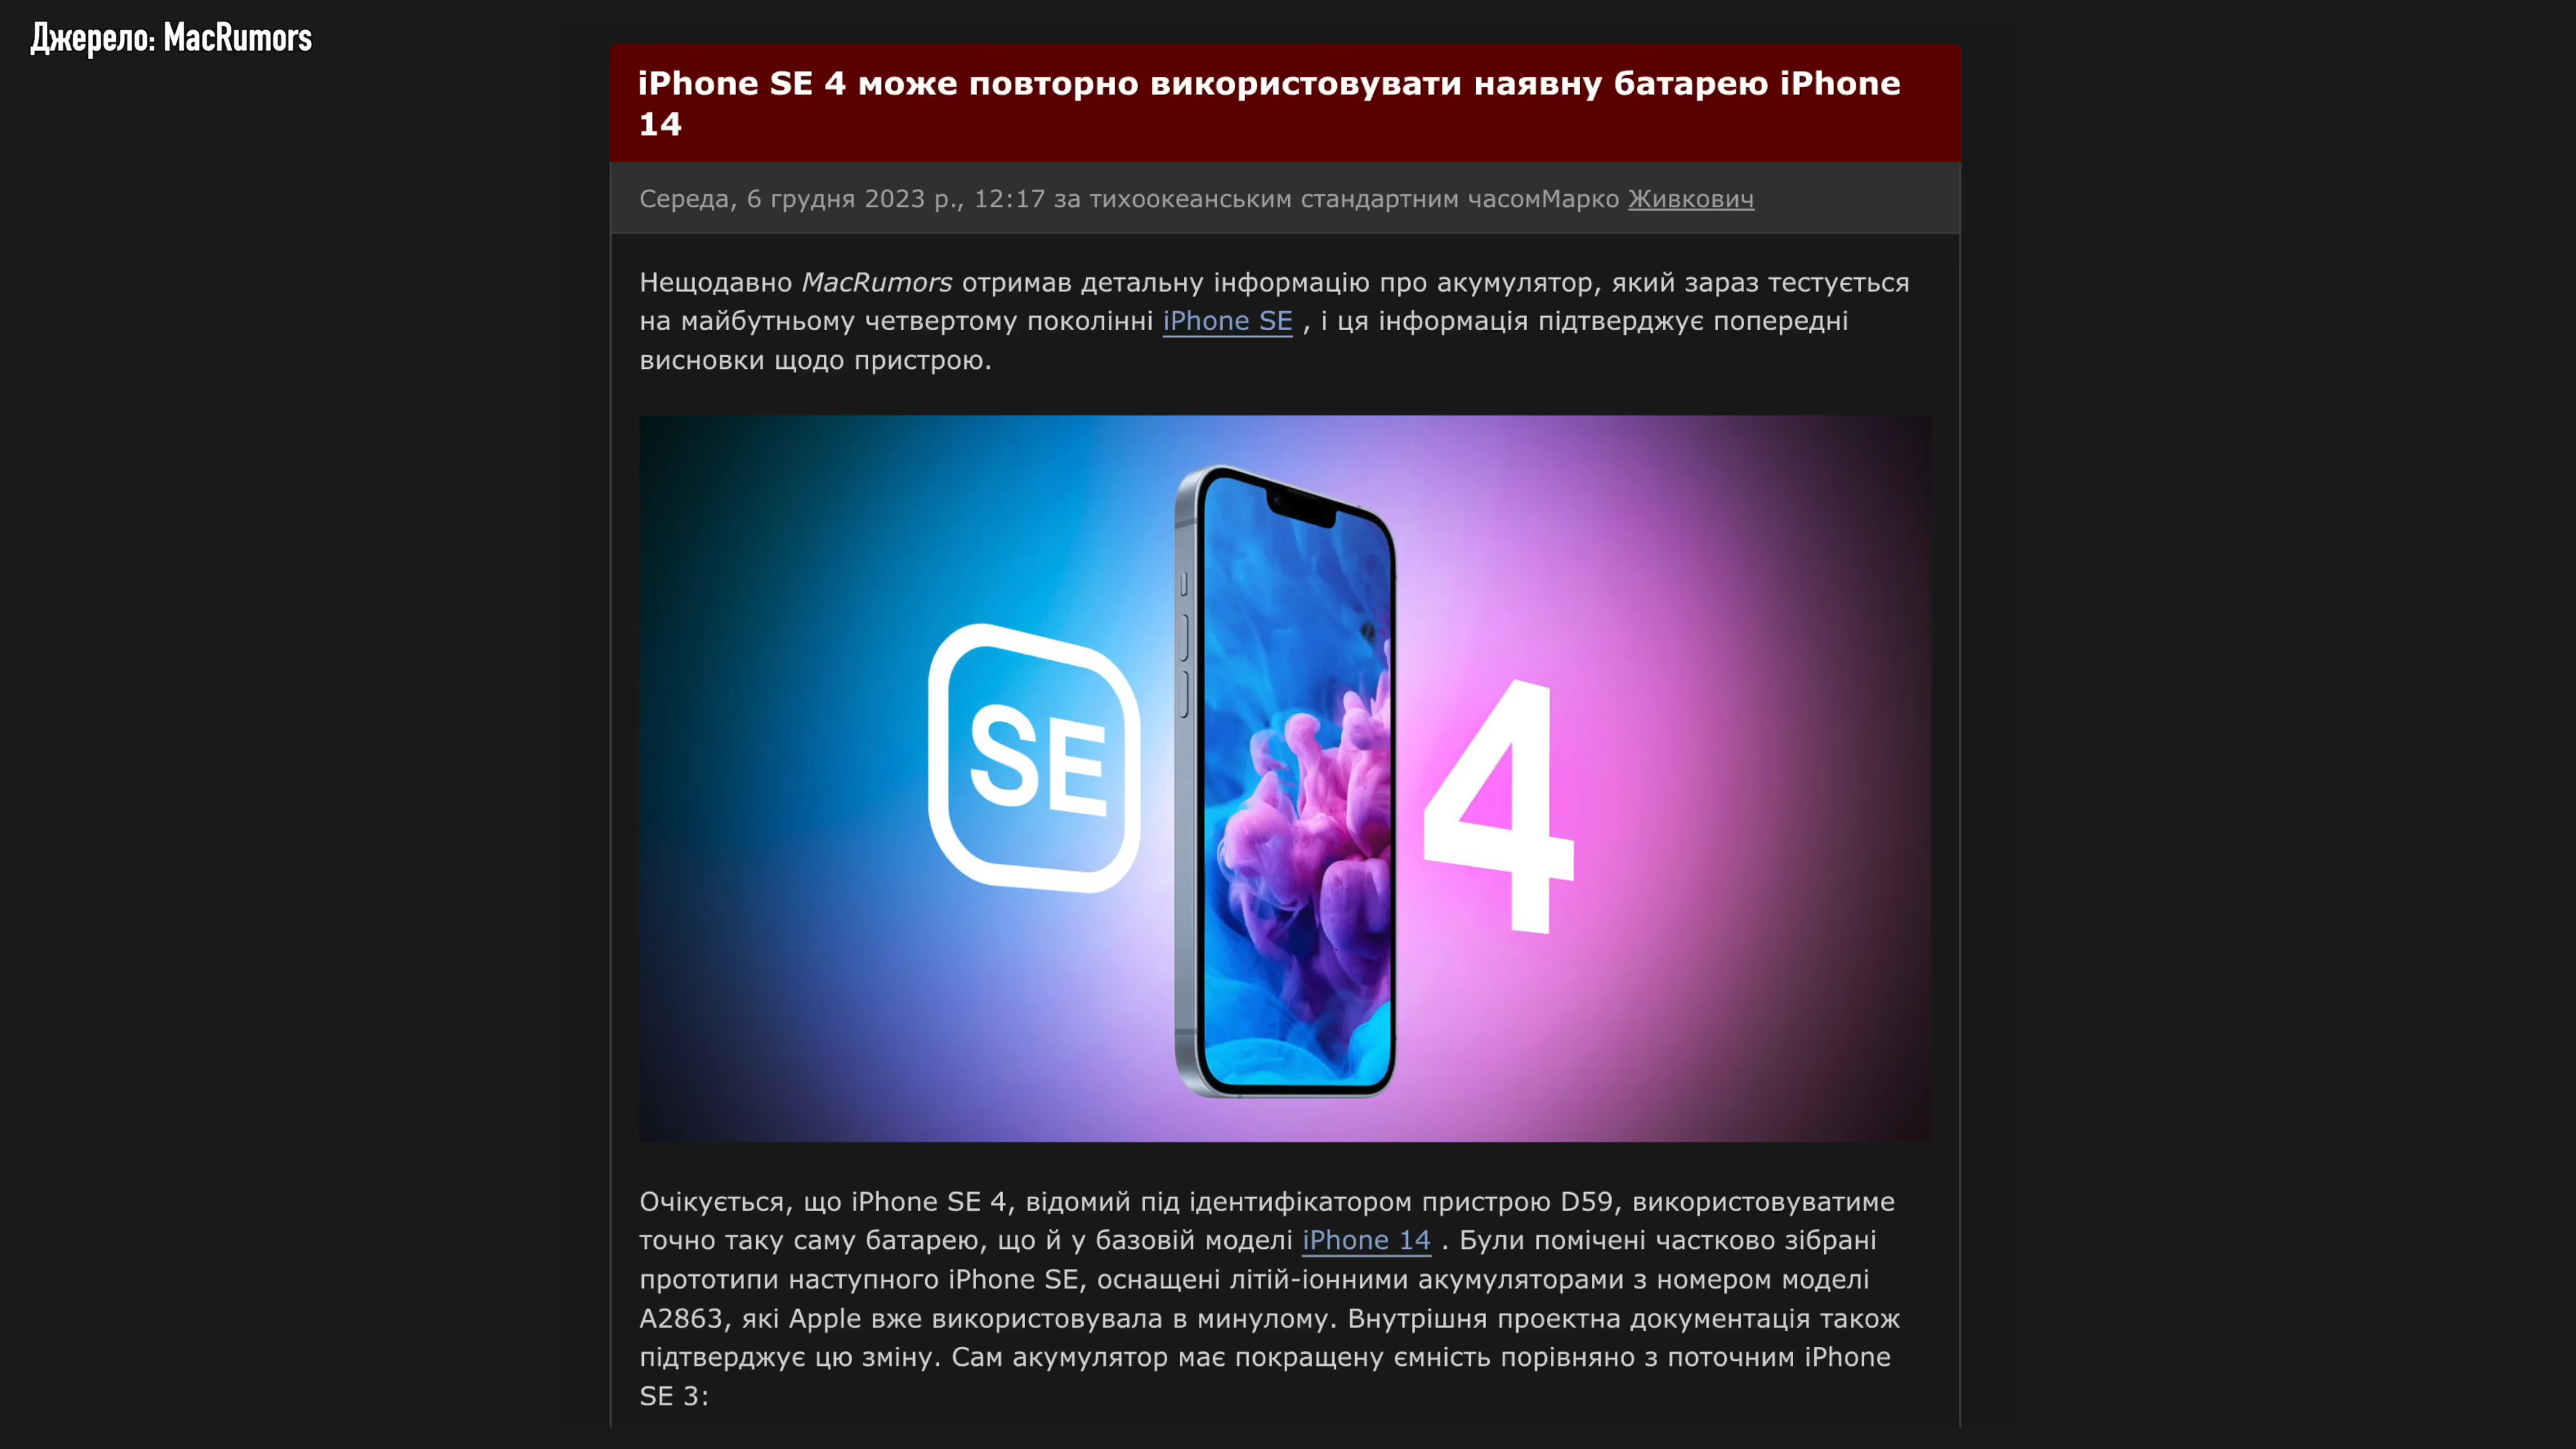 Джерело: MacRumors
iPhone SE 4 може повторно використовувати наявну батарею iPhone
14
Середа, 6 грудня 2023 р., 12:17 за тихоокеанським стандартним часомМарко Живкович
Нещодавно MacRumors отримав детальну інформацію про акумулятор, який зараз тестується
на майбутньому четвертому поколінні iPhone SE , і ця інформація підтверджує попередні
висновки щодо пристрою.
SE
4
Очікується, що iPhone SE 4, відомий під ідентифікатором пристрою D59, використовуватиме
точно таку саму батарею, що й у базовій моделі iPhone 14 . Були помічені частково зібрані
прототипи наступного iPhone SE, оснащені літій-іонними акумуляторами з номером моделі
A2863, які Apple вже використовувала в минулому. Внутрішня проектна документація також
підтверджує цю зміну. Сам акумулятор має покращену ємність порівняно з поточним iPhone
SE 3: